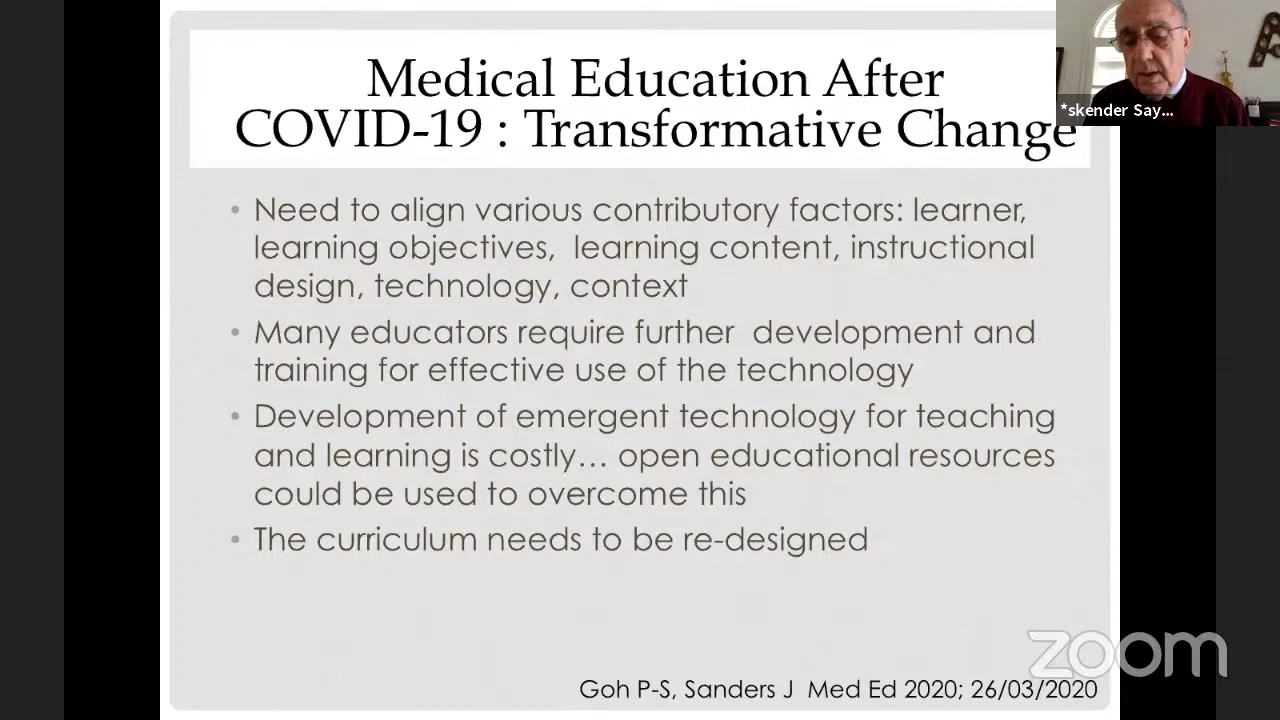 Medical Education After
COVID-19 : Transformative Change
*skender Say...
• Need to align various contributory factors: learner,
learning objectives,  learning content, instructional
design, technology, context
• Many educators require further  development and
training for effective use of the technology
• Development of emergent technology for teaching
and learning is costly… open educational resources
could be used to overcome this
• The curriculum needs to be re-designed
zoom
Goh P-S, Sanders J  Med Ed 2020; 26/03/2020